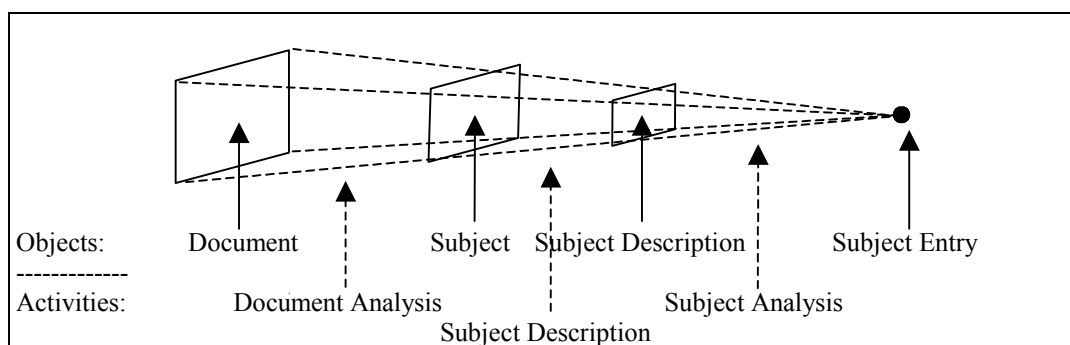 Objects: Document Subject Subject Description Subject Entry
-------------
Activities: Document Analysis Subject Analysis
Subject Description